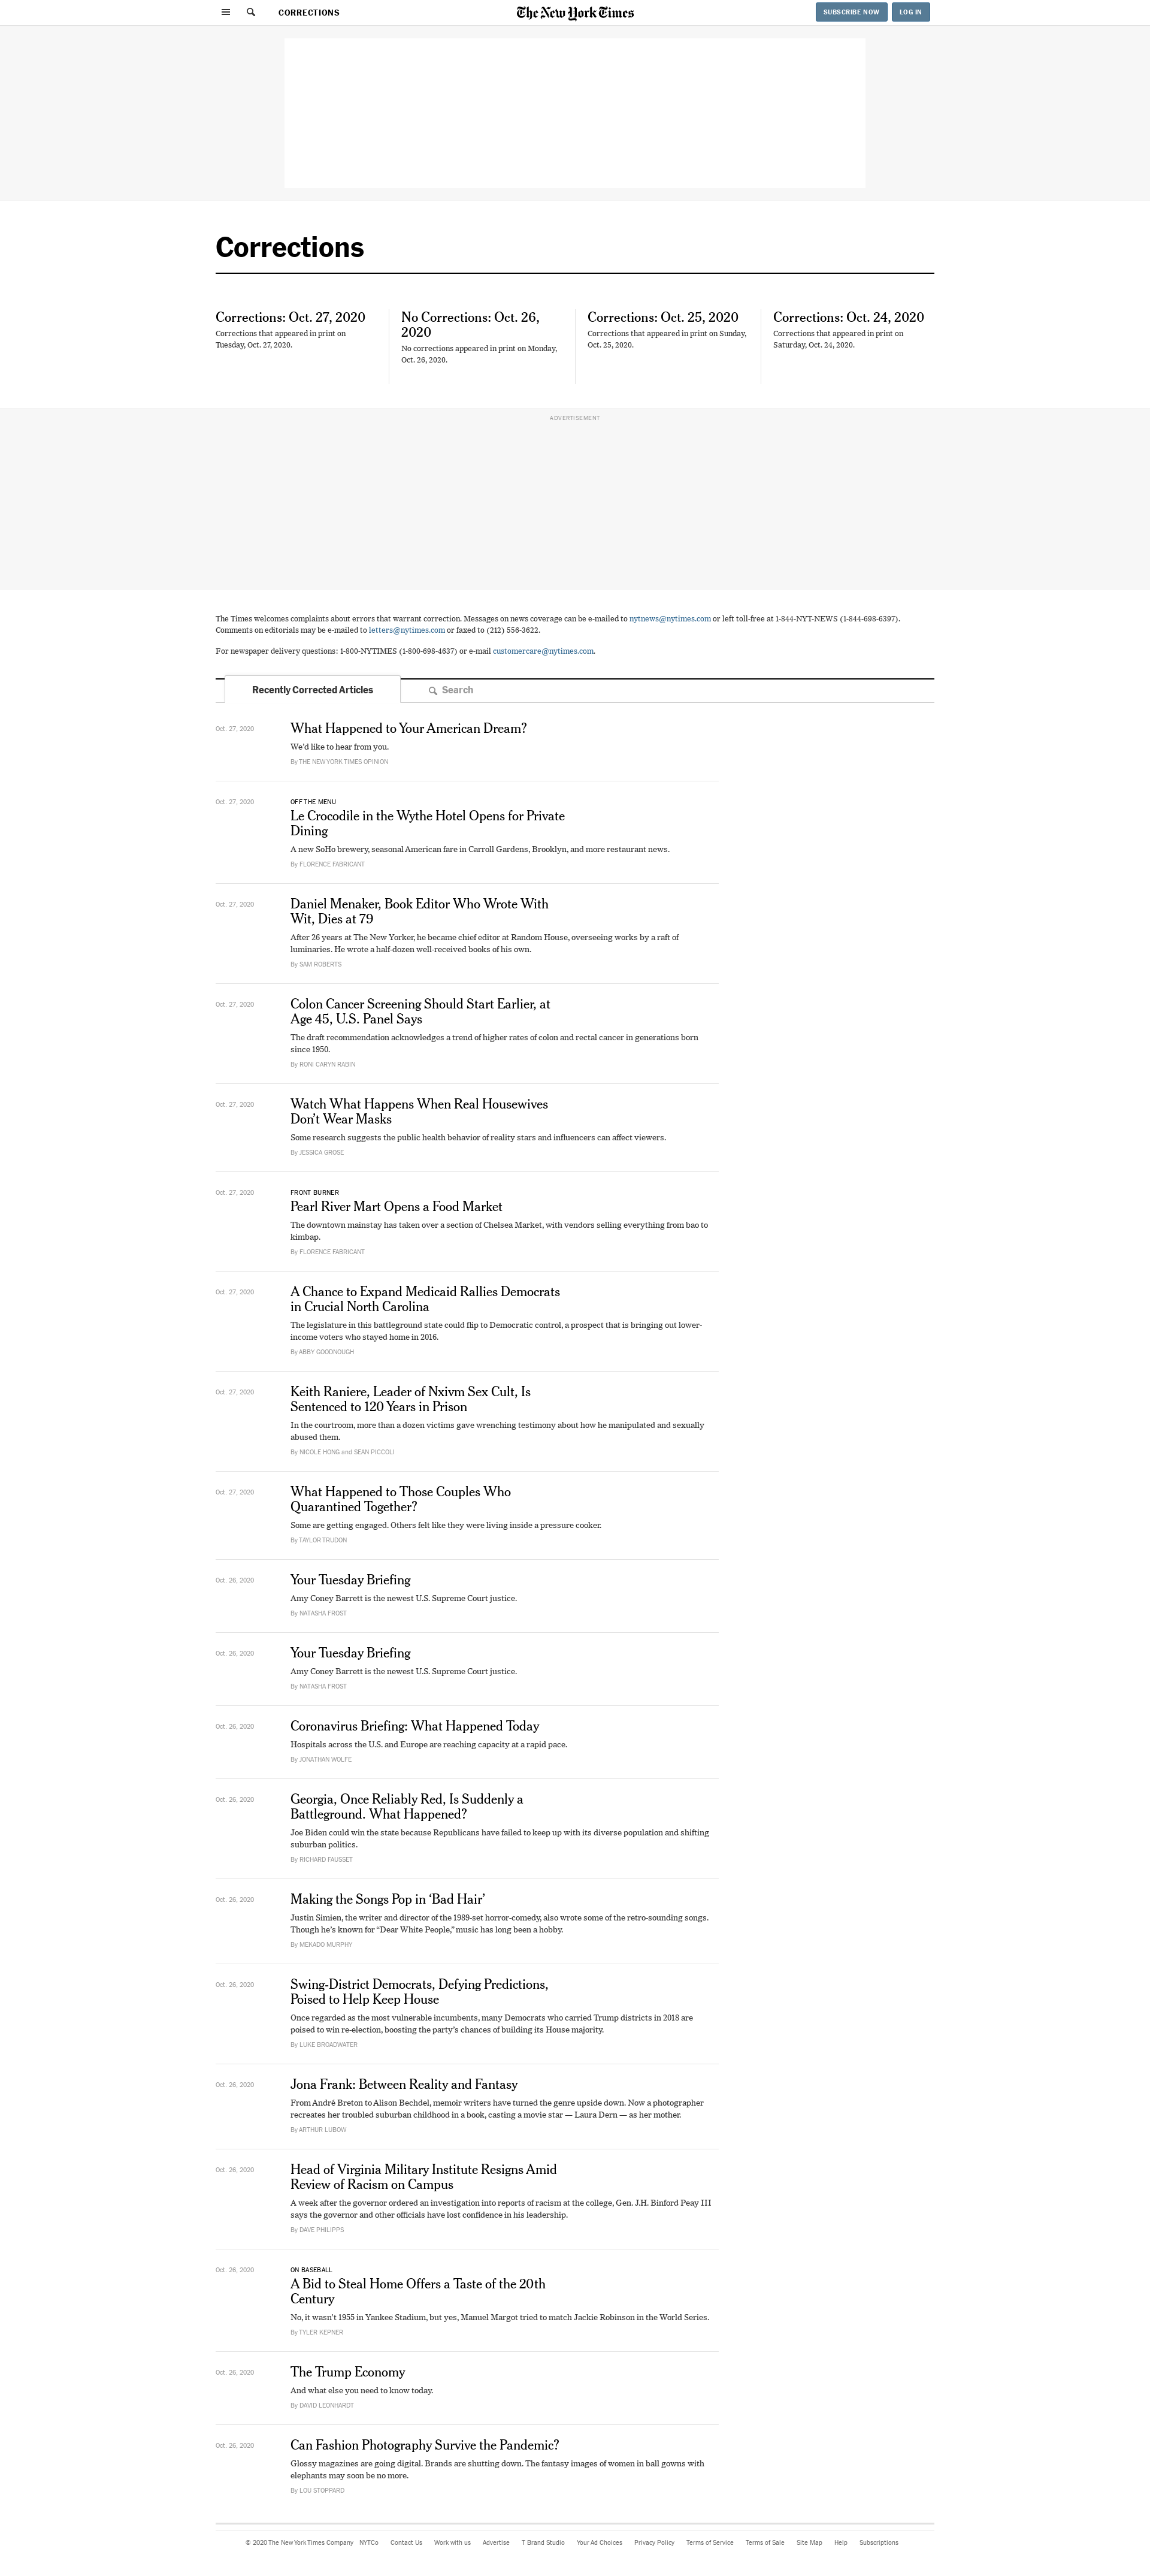 CORRECTIONS
The New York Times
SUBSCRIBE NOW
LOG IN
Corrections
Corrections: Oct. 27, 2020
Corrections that appeared in print on
Tuesday, Oct. 27, 2020.
No Corrections: Oct. 26,
2020
No corrections appeared in print on Monday,
Oct. 26, 2020.
Corrections: Oct. 25, 2020
Corrections that appeared in print on Sunday,
Oct. 25, 2020.
Corrections: Oct. 24, 2020
Corrections that appeared in print on
Saturday, Oct. 24, 2020.
ADVERTISEMENT
The Times welcomes complaints about errors that warrant correction. Messages on news coverage can be e-mailed to nytnews@nytimes.com or left toll-free at 1-844-NYT-NEWS (1-844-698-6397).
Comments on editorials may be e-mailed to letters@nytimes.com or faxed to (212) 556-3622.
For newspaper delivery questions: 1-800-NYTIMES (1-800-698-4637) or e-mail customercare@nytimes.com.
Recently Corrected Articles
Search
Oct. 27, 2020
What Happened to Your American Dream?
We’d like to hear from you.
By THE NEW YORK TIMES OPINION
Oct. 27, 2020
OFF THE MENU
Le Crocodile in the Wythe Hotel Opens for Private
Dining
A new SoHo brewery, seasonal American fare in Carroll Gardens, Brooklyn, and more restaurant news.
By FLORENCE FABRICANT
Oct. 27, 2020
Daniel Menaker, Book Editor Who Wrote With
Wit, Dies at 79
After 26 years at The New Yorker, he became chief editor at Random House, overseeing works by a raft of
luminaries. He wrote a half-dozen well-received books of his own.
By SAM ROBERTS
Oct. 27, 2020
Colon Cancer Screening Should Start Earlier, at
Age 45, U.S. Panel Says
The draft recommendation acknowledges a trend of higher rates of colon and rectal cancer in generations born
since 1950.
By RONI CARYN RABIN
Oct. 27, 2020
Watch What Happens When Real Housewives
Don’t Wear Masks
Some research suggests the public health behavior of reality stars and influencers can affect viewers.
By JESSICA GROSE
Oct. 27, 2020
FRONT BURNER
Pearl River Mart Opens a Food Market
The downtown mainstay has taken over a section of Chelsea Market, with vendors selling everything from bao to
kimbap.
By FLORENCE FABRICANT
Oct. 27, 2020
A Chance to Expand Medicaid Rallies Democrats
in Crucial North Carolina
The legislature in this battleground state could flip to Democratic control, a prospect that is bringing out lower-
income voters who stayed home in 2016.
By ABBY GOODNOUGH
Oct. 27, 2020
Keith Raniere, Leader of Nxivm Sex Cult, Is
Sentenced to 120 Years in Prison
In the courtroom, more than a dozen victims gave wrenching testimony about how he manipulated and sexually
abused them.
By NICOLE HONG and SEAN PICCOLI
Oct. 27, 2020
What Happened to Those Couples Who
Quarantined Together?
Some are getting engaged. Others felt like they were living inside a pressure cooker.
By TAYLOR TRUDON
Oct. 26, 2020
Your Tuesday Briefing
Amy Coney Barrett is the newest U.S. Supreme Court justice.
By NATASHA FROST
Oct. 26, 2020
Your Tuesday Briefing
Amy Coney Barrett is the newest U.S. Supreme Court justice.
By NATASHA FROST
Oct. 26, 2020
Coronavirus Briefing: What Happened Today
Hospitals across the U.S. and Europe are reaching capacity at a rapid pace.
By JONATHAN WOLFE
Oct. 26, 2020
Georgia, Once Reliably Red, Is Suddenly a
Battleground. What Happened?
Joe Biden could win the state because Republicans have failed to keep up with its diverse population and shifting
suburban politics.
By RICHARD FAUSSET
Oct. 26, 2020
Making the Songs Pop in ‘Bad Hair’
Justin Simien, the writer and director of the 1989-set horror-comedy, also wrote some of the retro-sounding songs.
Though he’s known for “Dear White People,” music has long been a hobby.
By MEKADO MURPHY
Oct. 26, 2020
Swing-District Democrats, Defying Predictions,
Poised to Help Keep House
Once regarded as the most vulnerable incumbents, many Democrats who carried Trump districts in 2018 are
poised to win re-election, boosting the party’s chances of building its House majority.
By LUKE BROADWATER
Oct. 26, 2020
Jona Frank: Between Reality and Fantasy
From André Breton to Alison Bechdel, memoir writers have turned the genre upside down. Now a photographer
recreates her troubled suburban childhood in a book, casting a movie star — Laura Dern — as her mother.
By ARTHUR LUBOW
Oct. 26, 2020
Head of Virginia Military Institute Resigns Amid
Review of Racism on Campus
A week after the governor ordered an investigation into reports of racism at the college, Gen. J.H. Binford Peay III
says the governor and other officials have lost confidence in his leadership.
By DAVE PHILIPPS
Oct. 26, 2020
ON BASEBALL
A Bid to Steal Home Offers a Taste of the 20th
Century
No, it wasn’t 1955 in Yankee Stadium, but yes, Manuel Margot tried to match Jackie Robinson in the World Series.
By TYLER KEPNER
Oct. 26, 2020
The Trump Economy
And what else you need to know today.
By DAVID LEONHARDT
Oct. 26, 2020
Can Fashion Photography Survive the Pandemic?
Glossy magazines are going digital. Brands are shutting down. The fantasy images of women in ball gowns with
elephants may soon be no more.
By LOU STOPPARD
© 2020 The New York Times Company NYTCo Contact Us Work with us Advertise T Brand Studio Your Ad Choices Privacy Policy Terms of Service Terms of Sale Site Map Help Subscriptions